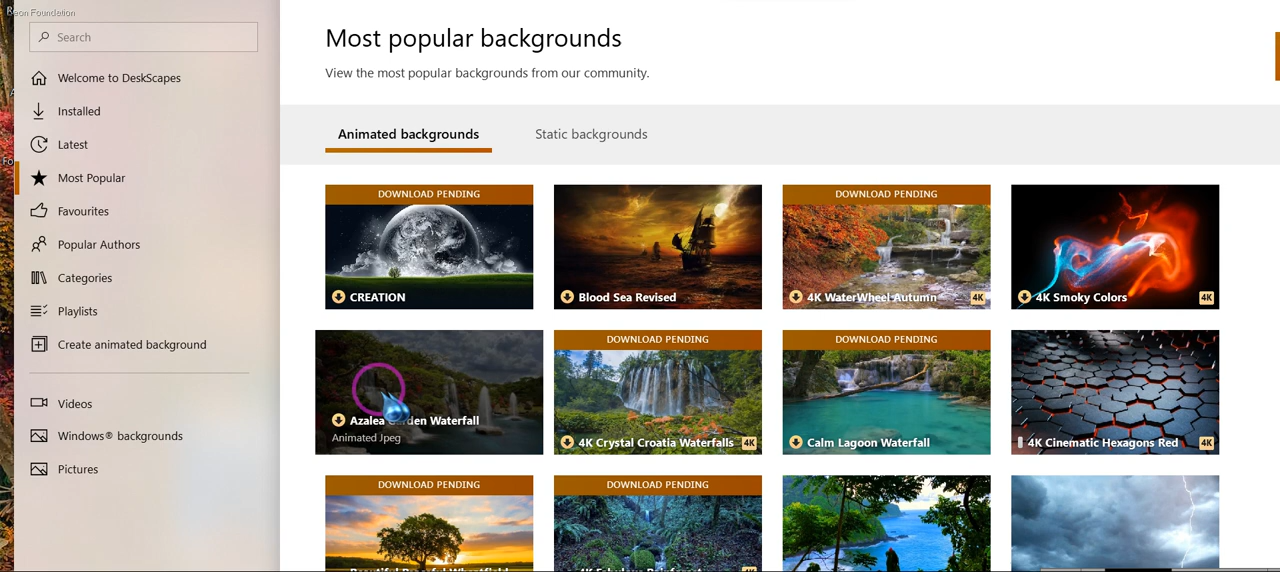 Search
Welcome to DeskScapes
Installed
Latest
Most Popular
Favourites
Popular Authors
Categories
Playlists
Create animated background
Videos
Windows® backgrounds
Pictures
Most popular backgrounds
View the most popular backgrounds from our community.
Animated backgrounds
Static backgrounds
DOWNLOAD PENDING
CREATION
Blood Sea Revised
DOWNLOAD PENDING
4K WaterWheel Autumn
4K
4K Smoky Colors
4K
Azalea Garden Waterfall
Animated Jpeg
DOWNLOAD PENDING
4K Crystal Croatia Waterfalls
4K
DOWNLOAD PENDING
Calm Lagoon Waterfall
4K Cinematic Hexagons Red
4K
DOWNLOAD PENDING
DOWNLOAD PENDING